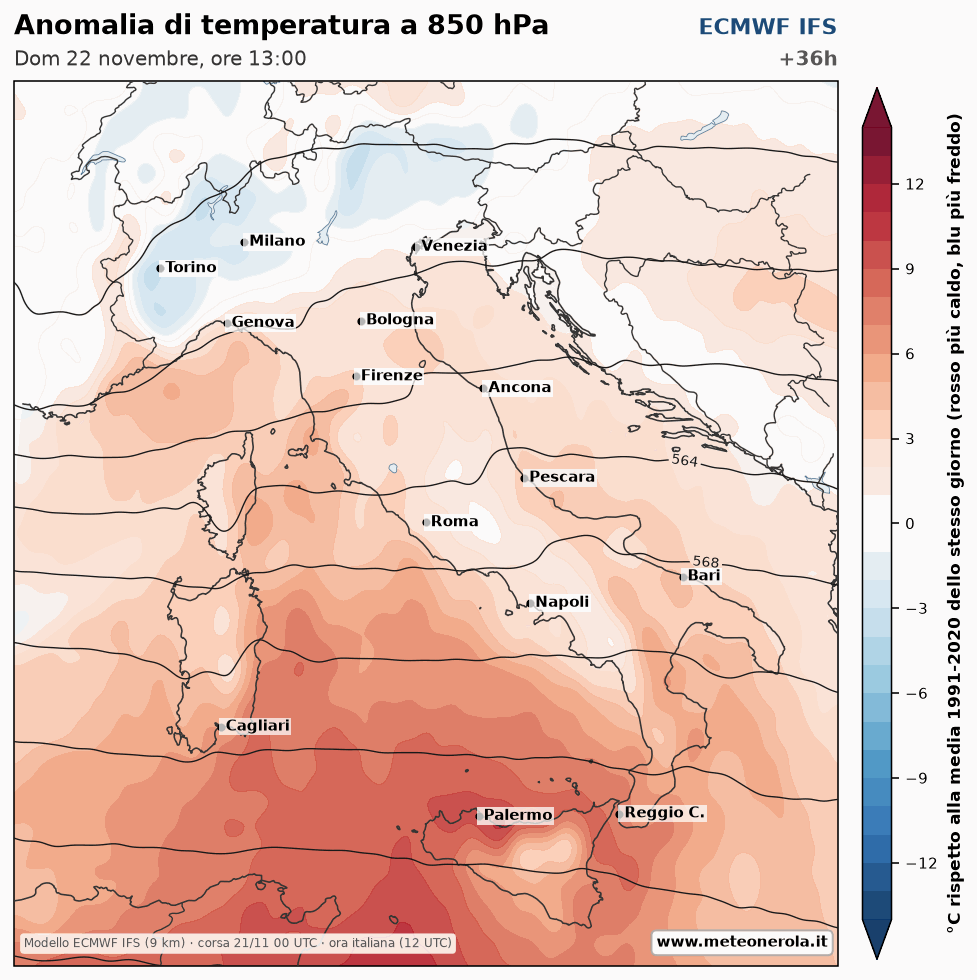 Anomalia di temperatura a 850 hPa
ECMWF IFS
Dom 22 novembre, ore 13:00
+36h
Milano
Venezia
Torino
Genova
Bologna
Firenze
Ancona
564
Pescara
Roma
568
Bari
Napoli
Cagliari
Palermo
Reggio C.
Modello ECMWF IFS (9 km) · corsa 21/11 00 UTC · ora italiana (12 UTC)
www.meteonerola.it
12
9
6
3
0
−3
−6
−9
−12
°C rispetto alla media 1991-2020 dello stesso giorno (rosso più caldo, blu più freddo)